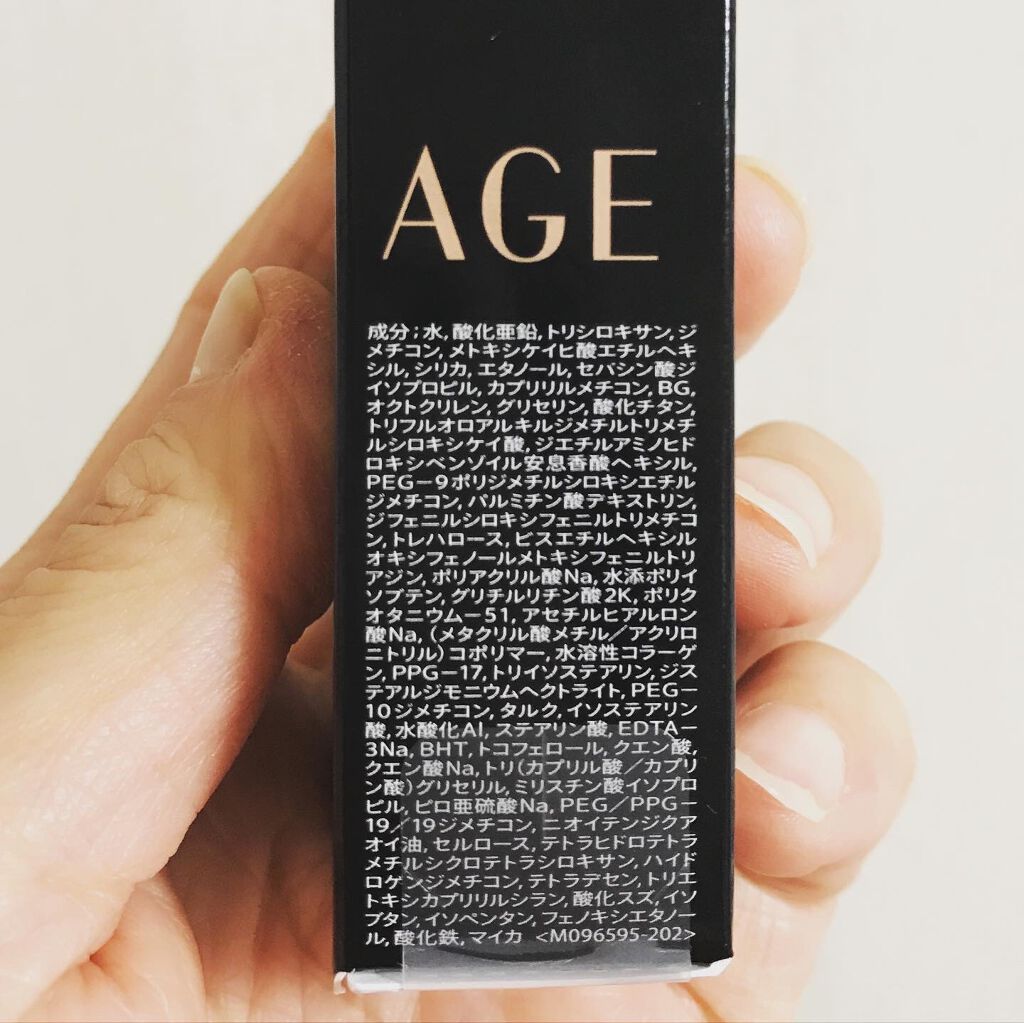 AGE
成分；水，酸化亜鉛，トリシロキサン，ジ
メチコン，メトキシケイヒ酸エチルヘキ
シル，シリカ，エタノール，セバシン酸ジ
イソプロピル，カプリリルメチコン，BG，
オクトクリレン，グリセリン，酸化チタン，
トリフルオロアルキルジメチルトリメチ
ルシロキシケイ酸，ジエチルアミノヒド
ロキシベンゾイル安息香酸ヘキシル，
PEG－9ポリジメチルシロキシエチル
ジメチコン，パルミチン酸デキストリン，
ジフェニルシロキシフェニルトリメチコ
ン，トレハロース，ビスエチルヘキシル
オキシフェノールメトキシフェニルトリ
アジン，ポリアクリル酸Na，水添ポリイ
ソブテン，グリチルリチン酸2K，ポリク
オタニウム－51，アセチルヒアルロン
酸Na，（メタクリル酸メチル／アクリロ
ニトリル）コポリマー，水溶性コラーゲ
ン，PPG－17，トリイソステアリン，ジス
テアルジモニウムヘクトライト，PEG－
10ジメチコン，タルク，イソステアリン
酸，水酸化Al，ステアリン酸，EDTA－
3Na，BHT，トコフェロール，クエン酸，
クエン酸Na，トリ（カプリル酸／カプリ
ン酸）グリセリル，ミリスチン酸イソプロ
ピル，ピロ亜硫酸Na，PEG／PPG－
19／19ジメチコン，ニオイテンジクア
オイ油，セルロース，テトラヒドロテトラ
メチルシクロテトラシロキサン，ハイド
ロゲンジメチコン，テトラデセン，トリエ
トキシカプリリルシラン，酸化スズ，イソ
ブタン，イソペンタン，フェノキシエタノー
ル，酸化鉄，マイカ <M096595-202>